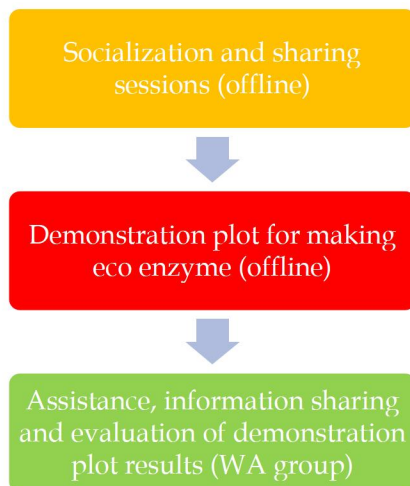 Socialization and sharing
sessions (offline)
Demonstration plot for making
eco enzyme (offline)
Assistance, information sharing
and evaluation of demonstration
plot results (WA group)